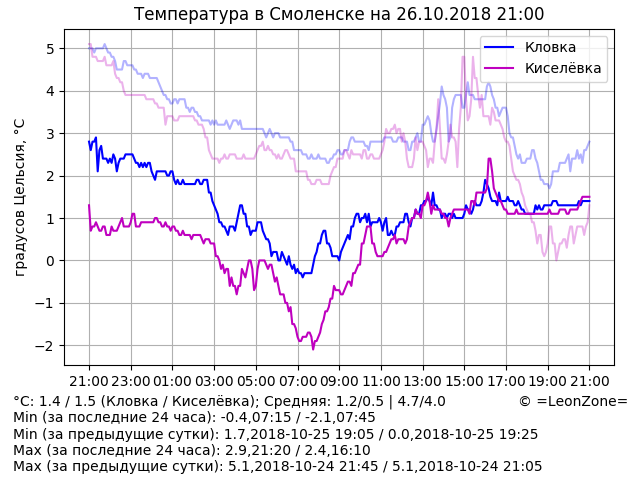 Температура в Смоленске на 26.10.2018 21:00
Кловка
Киселёвка
градусов Цельсия, °C
5
4
3
2
1
0
−1
−2
21:00 23:00 01:00 03:00 05:00 07:00 09:00 11:00 13:00 15:00 17:00 19:00 21:00
°C: 1.4 / 1.5 (Кловка / Киселёвка); Средняя: 1.2/0.5 | 4.7/4.0 © =LeonZone=
Min (за последние 24 часа): -0.4,07:15 / -2.1,07:45
Min (за предыдущие сутки): 1.7,2018-10-25 19:05 / 0.0,2018-10-25 19:25
Max (за последние 24 часа): 2.9,21:20 / 2.4,16:10
Max (за предыдущие сутки): 5.1,2018-10-24 21:45 / 5.1,2018-10-24 21:05